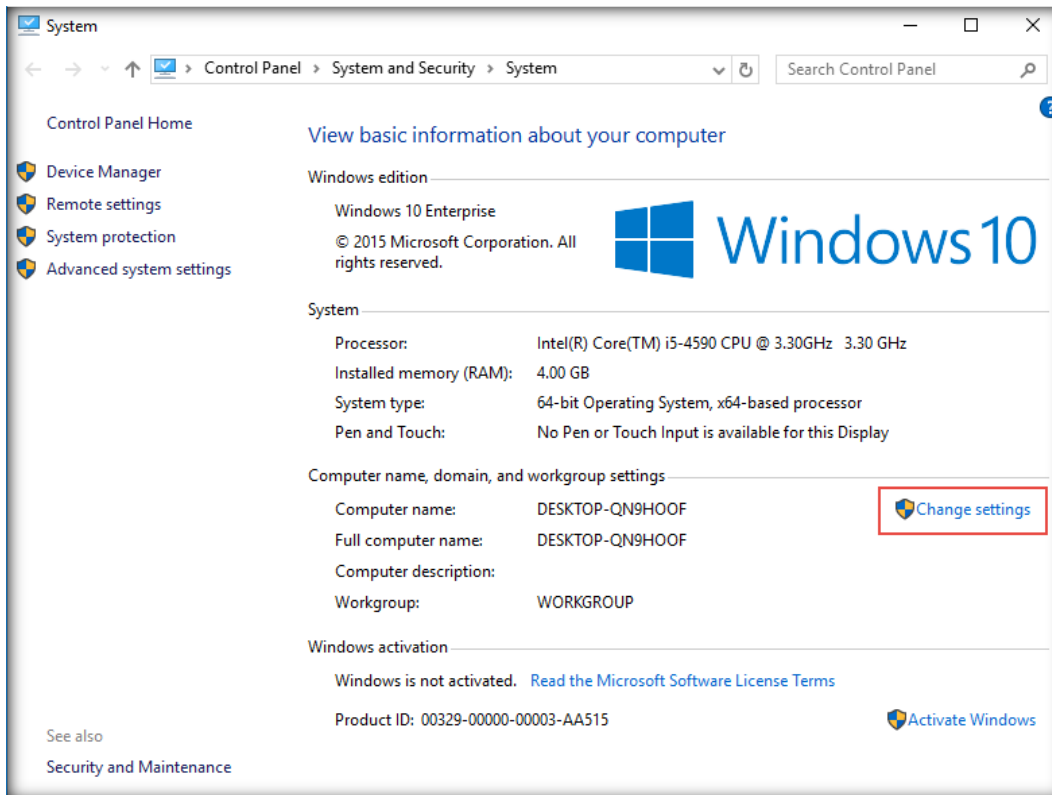 System
Control Panel > System and Security > System
Search Control Panel
Control Panel Home
Device Manager
Remote settings
System protection
Advanced system settings
See also
Security and Maintenance
View basic information about your computer
Windows edition
Windows 10 Enterprise
© 2015 Microsoft Corporation. All
rights reserved.
Windows 10
System
Processor: Intel(R) Core(TM) i5-4590 CPU @ 3.30GHz 3.30 GHz
Installed memory (RAM): 4.00 GB
System type: 64-bit Operating System, x64-based processor
Pen and Touch: No Pen or Touch Input is available for this Display
Computer name, domain, and workgroup settings
Computer name: DESKTOP-QN9HOOF
Change settings
Full computer name: DESKTOP-QN9HOOF
Computer description:
Workgroup: WORKGROUP
Windows activation
Windows is not activated. Read the Microsoft Software License Terms
Product ID: 00329-00000-00003-AA515
Activate Windows